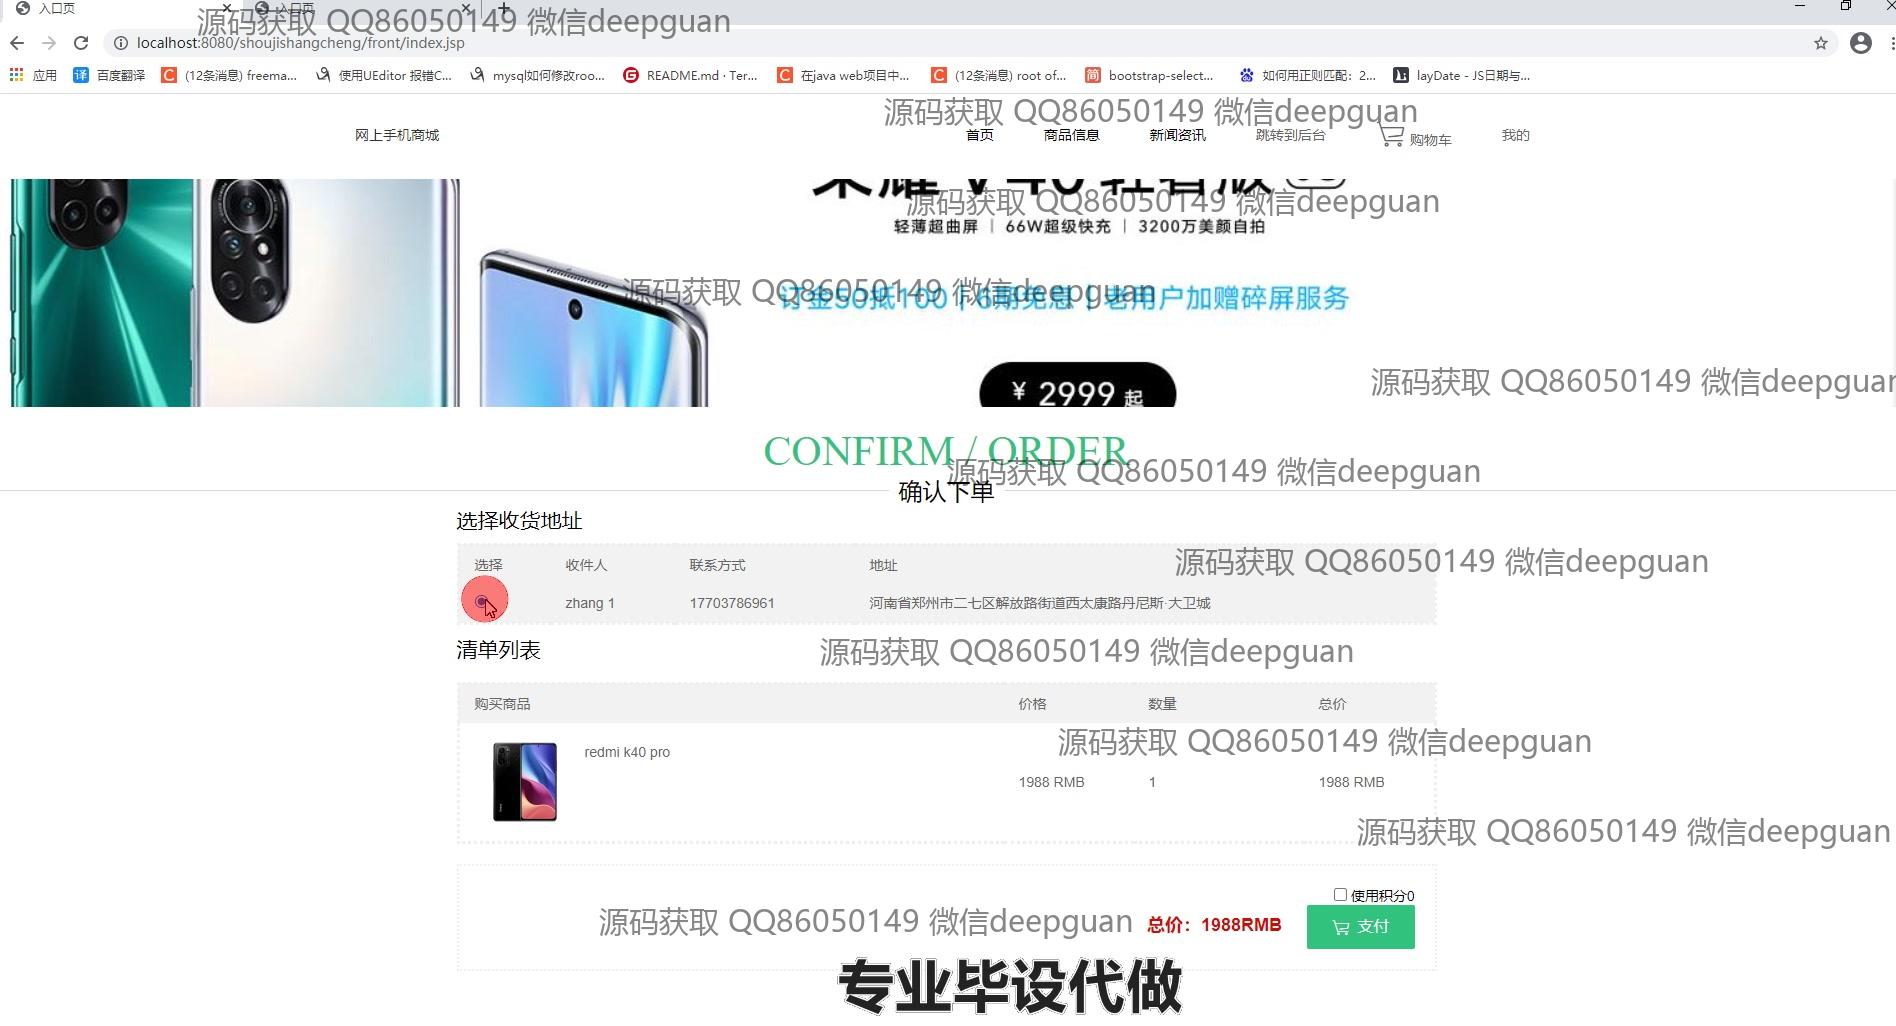 入口页
入口页
源码获取 QQ86050149 微信deepguan
localhost:8080/shoujishangcheng/front/index.jsp
应用 百度翻译 (12条消息) freema... 使用UEditor 报错C... mysql如何修改roo... README.md · Ter... 在java web项目中... (12条消息) root of... bootstrap-select... 如何用正则匹配：2... layDate - JS日期与...
源码获取 QQ86050149 微信deepguan
网上手机商城 首页 商品信息 新闻资讯 跳转到后台 购物车 我的
荣耀 V40 轻奢版
源码获取 QQ86050149 微信deepguan
轻薄超曲屏 | 66W超级快充 | 3200万美颜自拍
源码获取 QQ86050149 微信deepguan
订金50抵100 | 6期免息 | 老用户加赠碎屏服务
源码获取 QQ86050149 微信deepguan
¥ 2999 起
CONFIRM / ORDER
源码获取 QQ86050149 微信deepguan
确认下单
选择收货地址
选择 收件人 联系方式 地址
源码获取 QQ86050149 微信deepguan
zhang 1 17703786961 河南省郑州市二七区解放路街道西太康路丹尼斯·大卫城
清单列表
源码获取 QQ86050149 微信deepguan
购买商品 价格 数量 总价
源码获取 QQ86050149 微信deepguan
redmi k40 pro
1988 RMB 1 1988 RMB
源码获取 QQ86050149 微信deepguan
使用积分0
源码获取 QQ86050149 微信deepguan
总价：1988RMB 支付
专业毕设代做